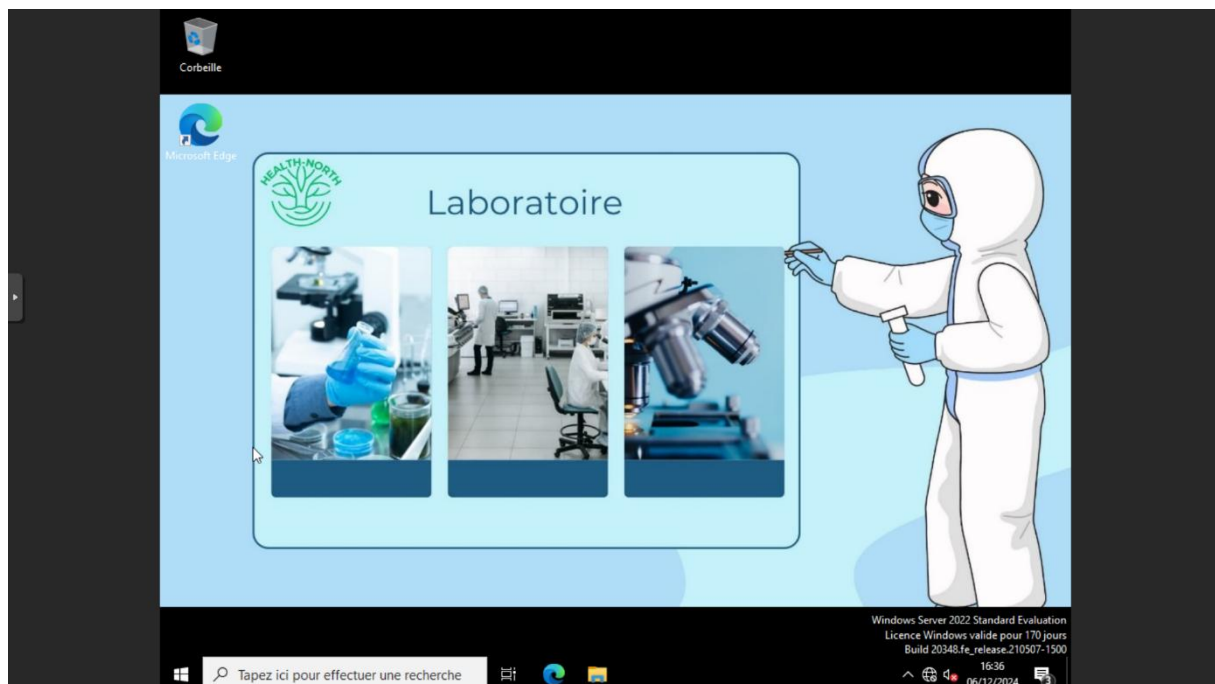 Corbeille
Microsoft Edge
HEALTH-NORTH
Laboratoire
Windows Server 2022 Standard Evaluation
Licence Windows valide pour 170 jours
Build 20348.fe_release.210507-1500
Tapez ici pour effectuer une recherche
16:36
06/12/2024
3